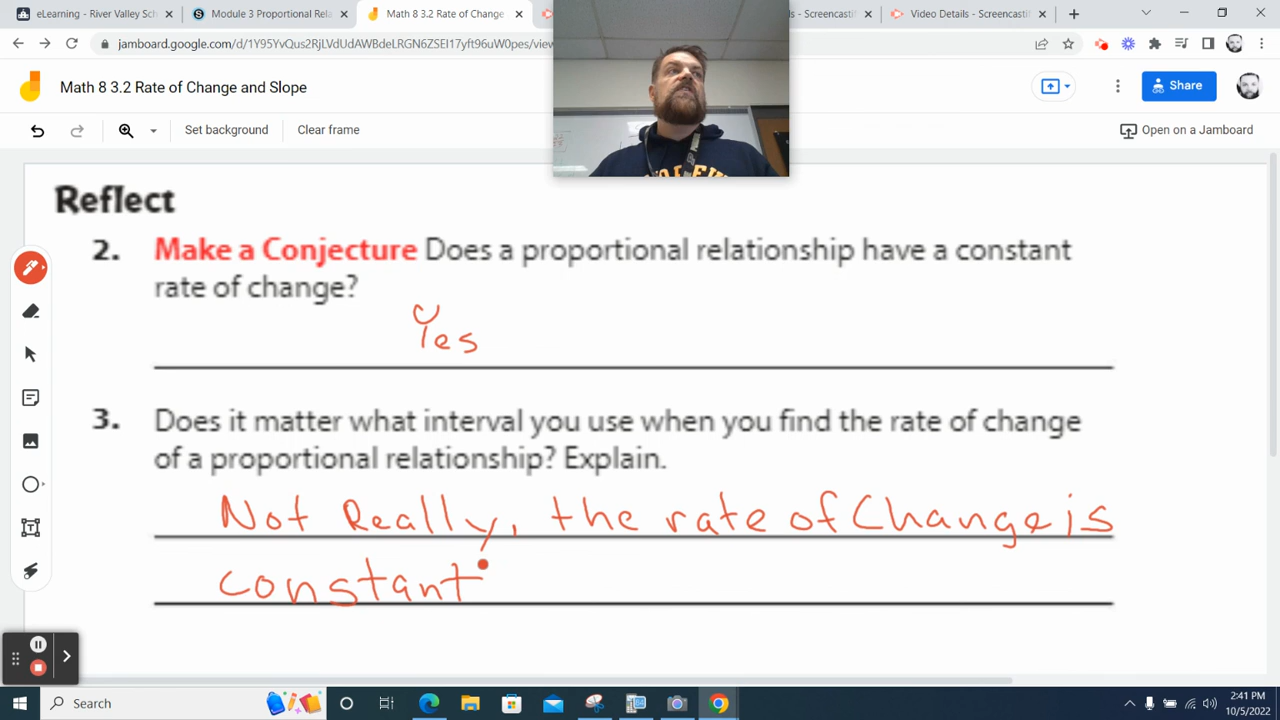 eLearning - River Valley Sch
Module 3 Proportional Rela
Math 8 3.2 Rate of Change
s - Screencasti
Video Details - Screencastif
jamboard.google.com/d/1Y95YvQus2RjLVdUdAWBdeLRGN6ZSEI17yft96uW0pes/view
Math 8 3.2 Rate of Change and Slope
Share
Set background
Clear frame
Open on a Jamboard
Reflect
2. Make a Conjecture Does a proportional relationship have a constant
rate of change?
Yes
3. Does it matter what interval you use when you find the rate of change
of a proportional relationship? Explain.
Not Really, the rate of Change is
constant
Search
2:41 PM
10/5/2022